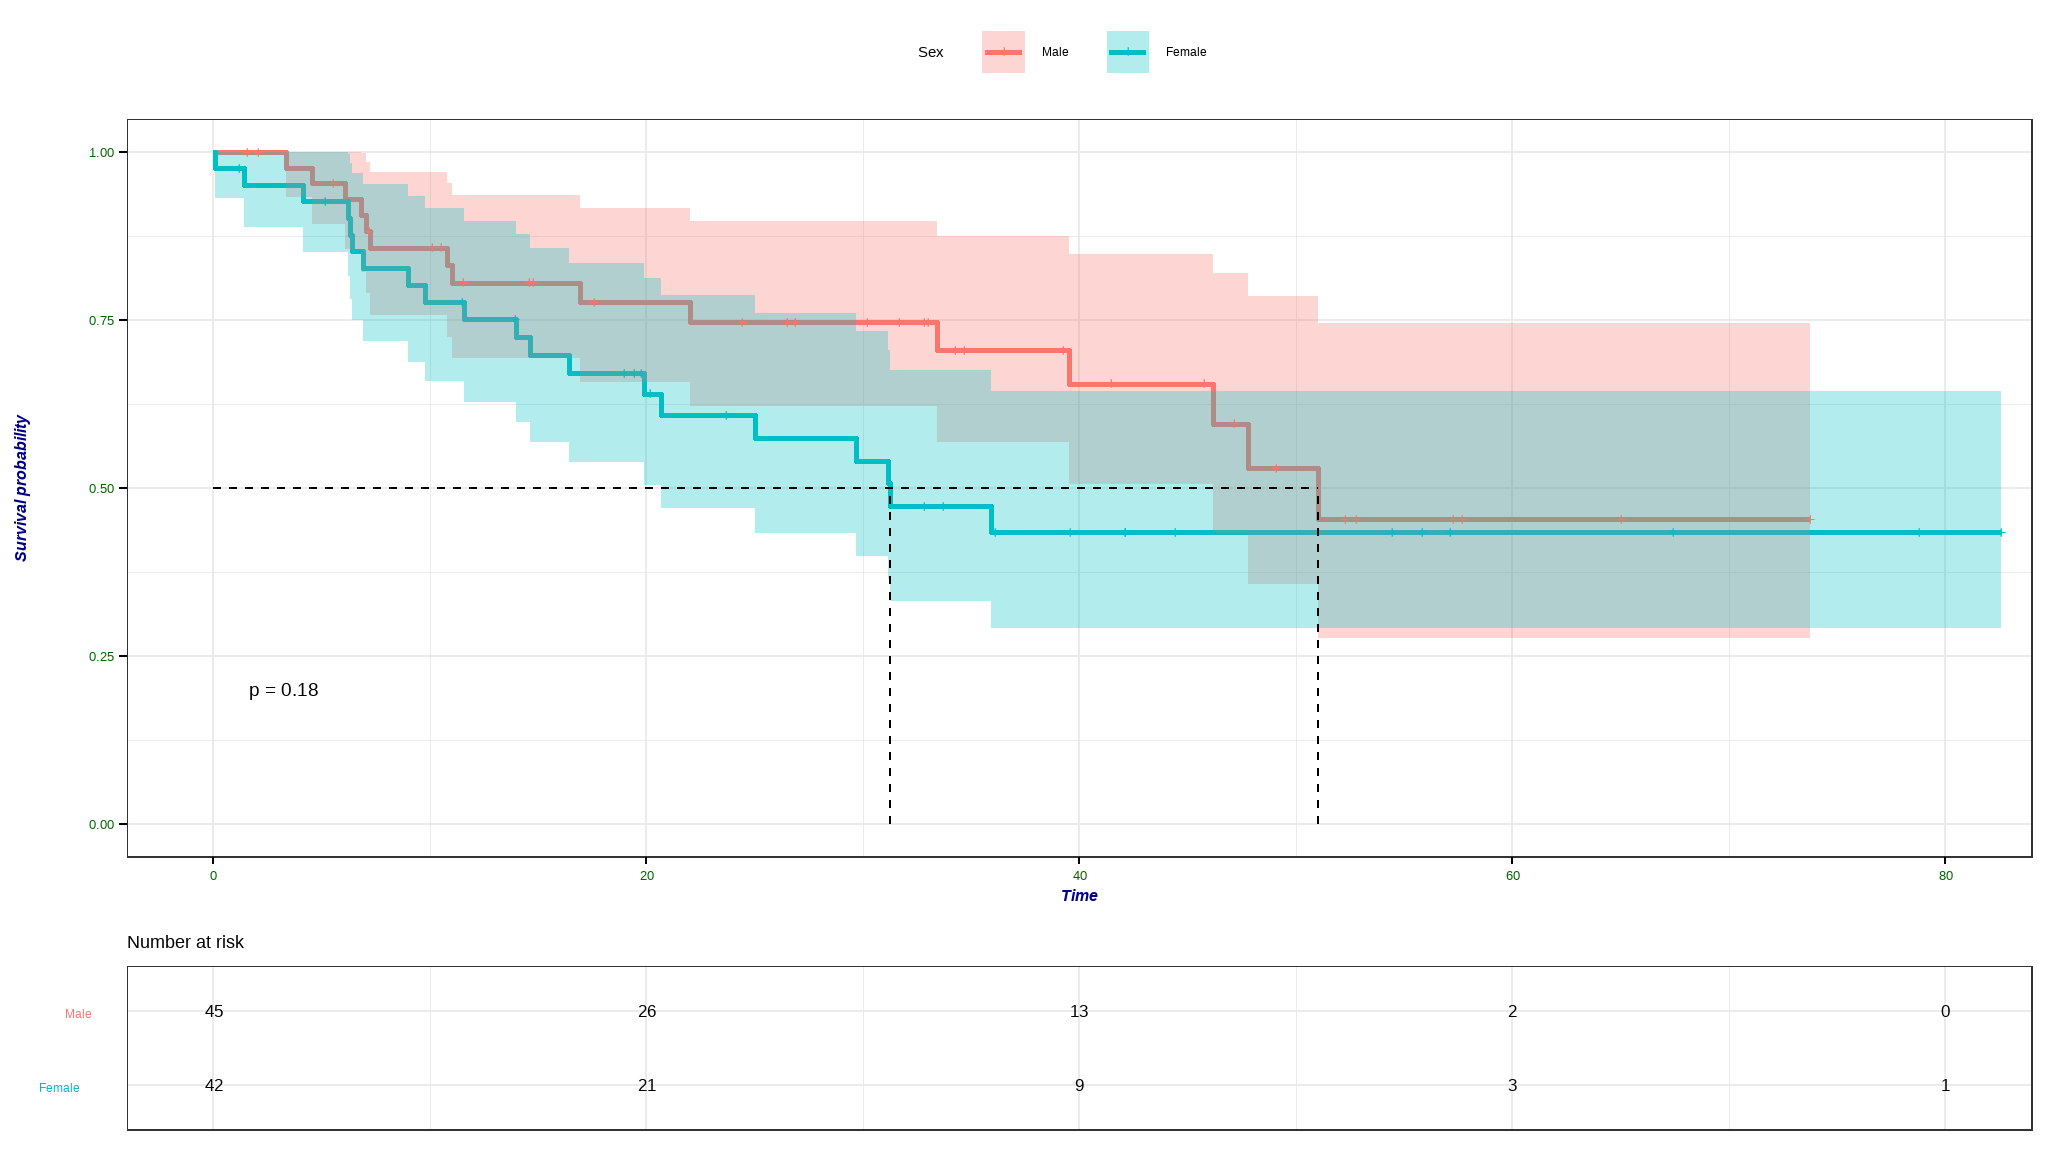 Sex Male Female
1.00
0.75
0.50
0.25
0.00
Survival probability
p = 0.18
0 20 40 60 80
Time
Number at risk
Male 45 26 13 2 0
Female 42 21 9 3 1